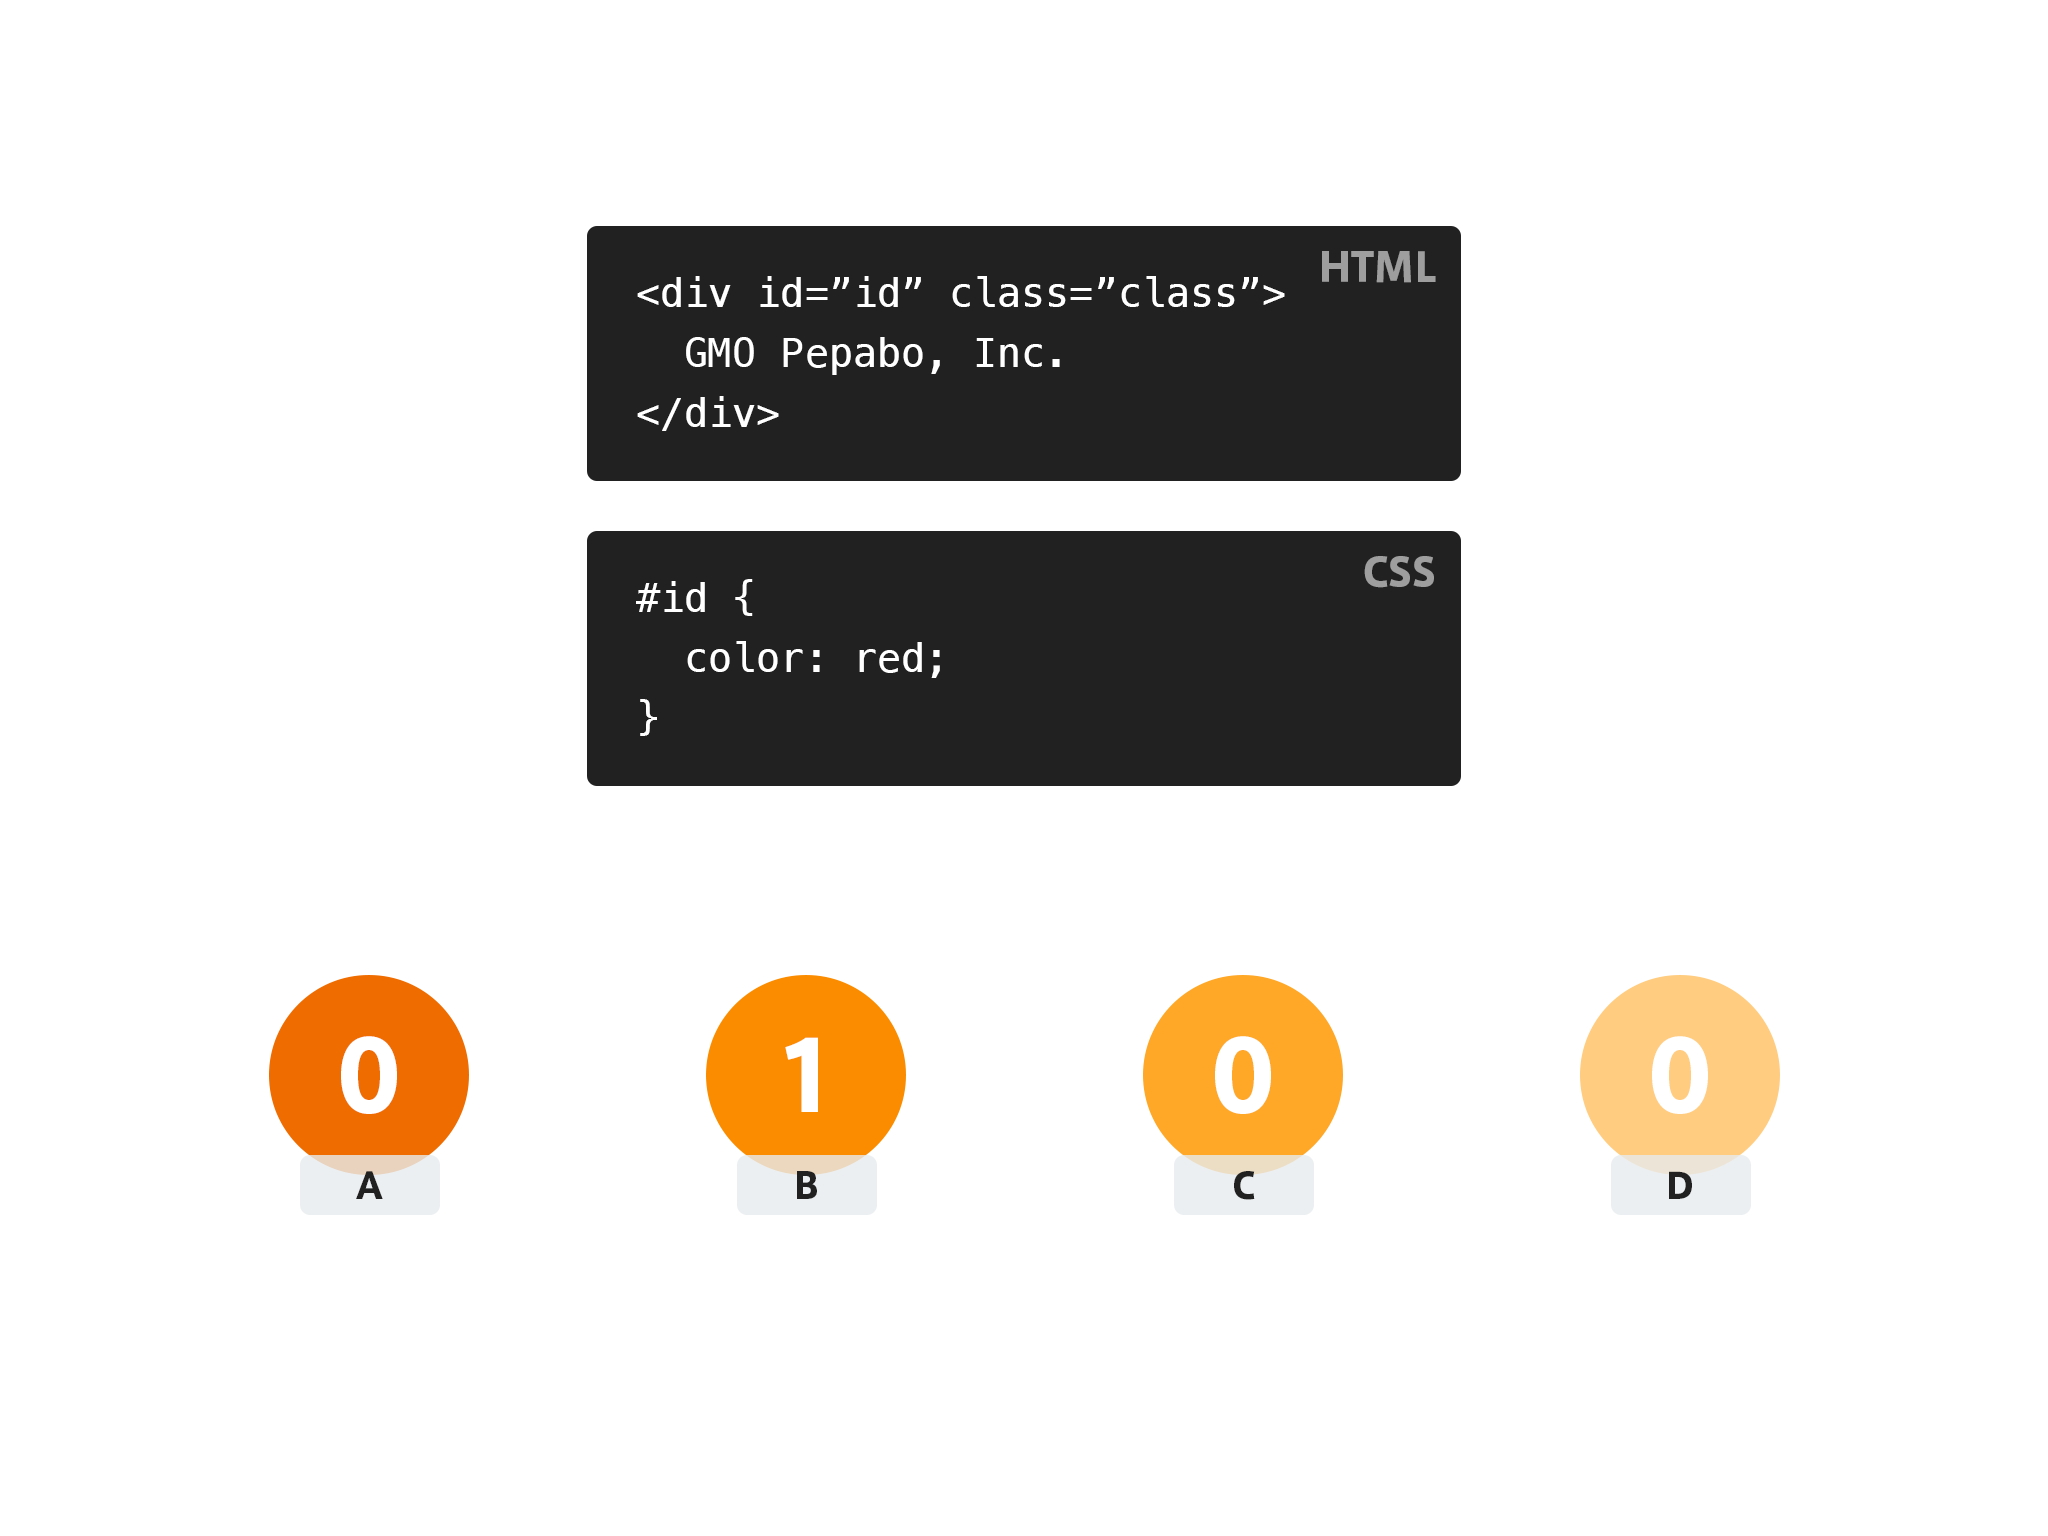 HTML
<div id=”id” class=”class”>
GMO Pepabo, Inc.
</div>
CSS
#id {
color: red;
}
0
1
0
0
A
B
C
D